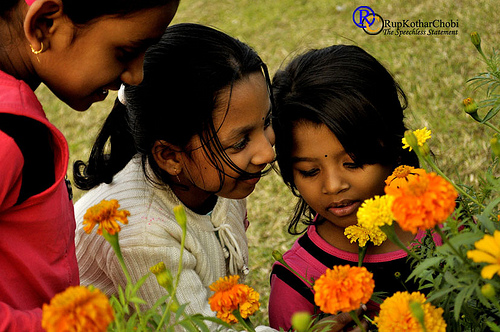 RupKotharChobi
The Speechless Statement